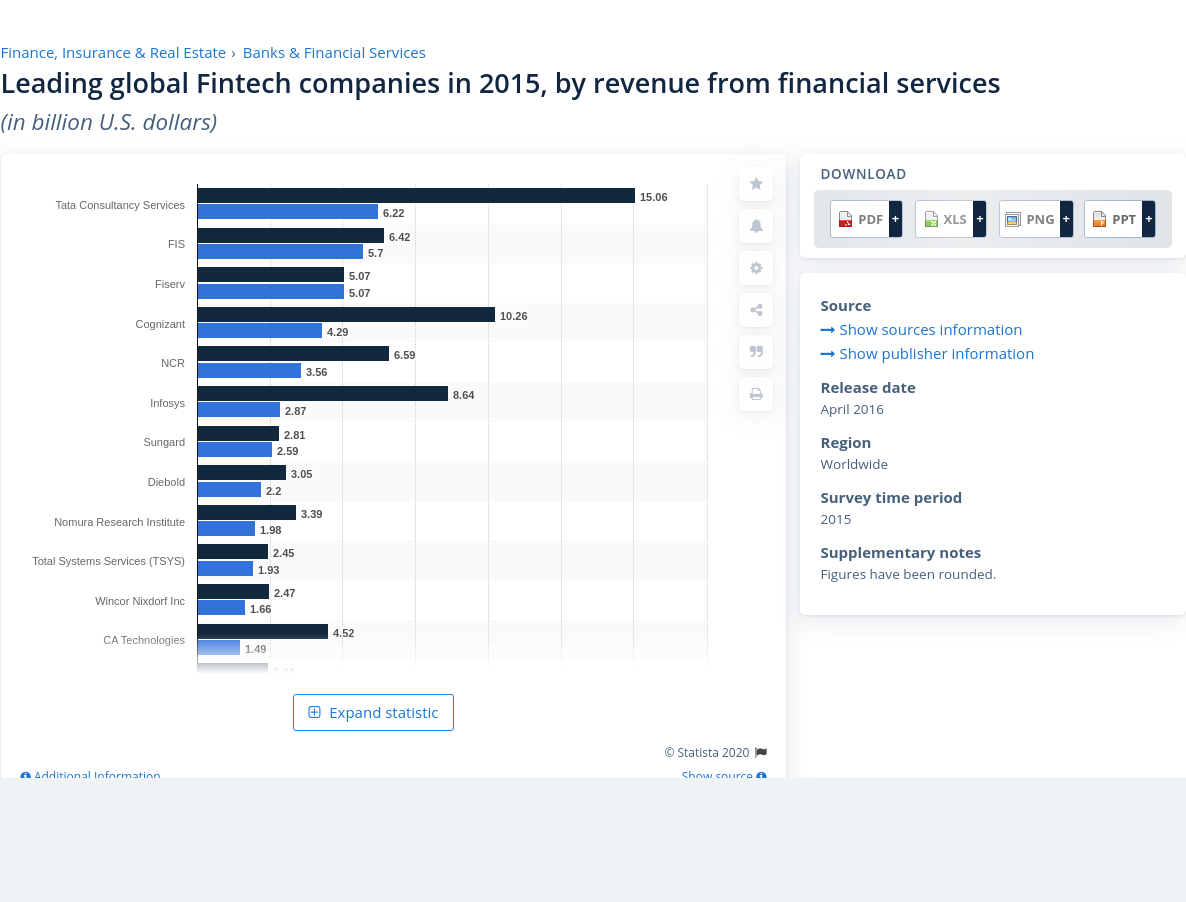 Finance, Insurance & Real Estate › Banks & Financial Services
Leading global Fintech companies in 2015, by revenue from financial services
(in billion U.S. dollars)
Tata Consultancy Services
15.06
6.22
FIS
6.42
5.7
Fiserv
5.07
5.07
Cognizant
10.26
4.29
NCR
6.59
3.56
Infosys
8.64
2.87
Sungard
2.81
2.59
Diebold
3.05
2.2
Nomura Research Institute
3.39
1.98
Total Systems Services (TSYS)
2.45
1.93
Wincor Nixdorf Inc
2.47
1.66
CA Technologies
4.52
1.49
Expand statistic
© Statista 2020
Additional Information
Show source
DOWNLOAD
PDF + XLS + PNG + PPT +
Source
Show sources information
Show publisher information
Release date
April 2016
Region
Worldwide
Survey time period
2015
Supplementary notes
Figures have been rounded.